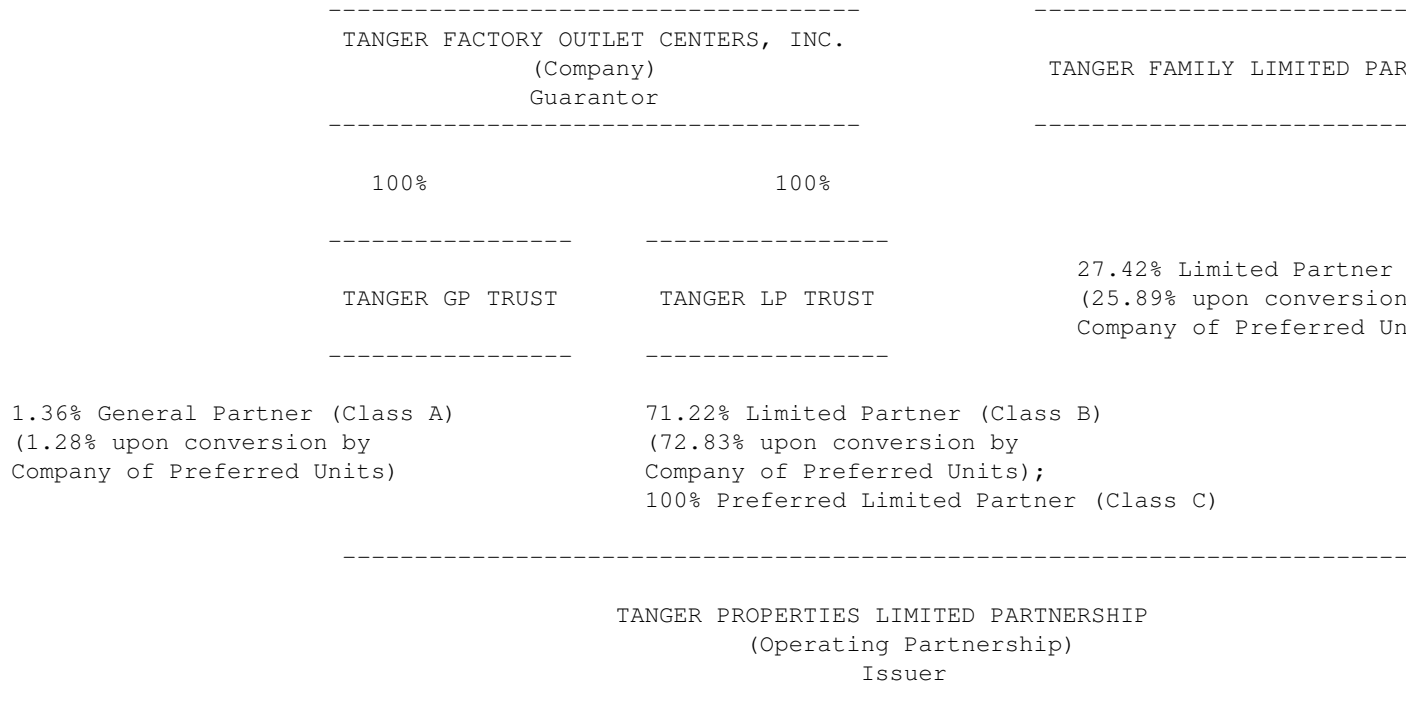 TANGER FACTORY OUTLET CENTERS, INC.
(Company)
Guarantor
TANGER FAMILY LIMITED PAR
100% 100%
TANGER GP TRUST TANGER LP TRUST
27.42% Limited Partner
(25.89% upon conversion
Company of Preferred Un
1.36% General Partner (Class A)
(1.28% upon conversion by
Company of Preferred Units)
71.22% Limited Partner (Class B)
(72.83% upon conversion by
Company of Preferred Units);
100% Preferred Limited Partner (Class C)
TANGER PROPERTIES LIMITED PARTNERSHIP
(Operating Partnership)
Issuer